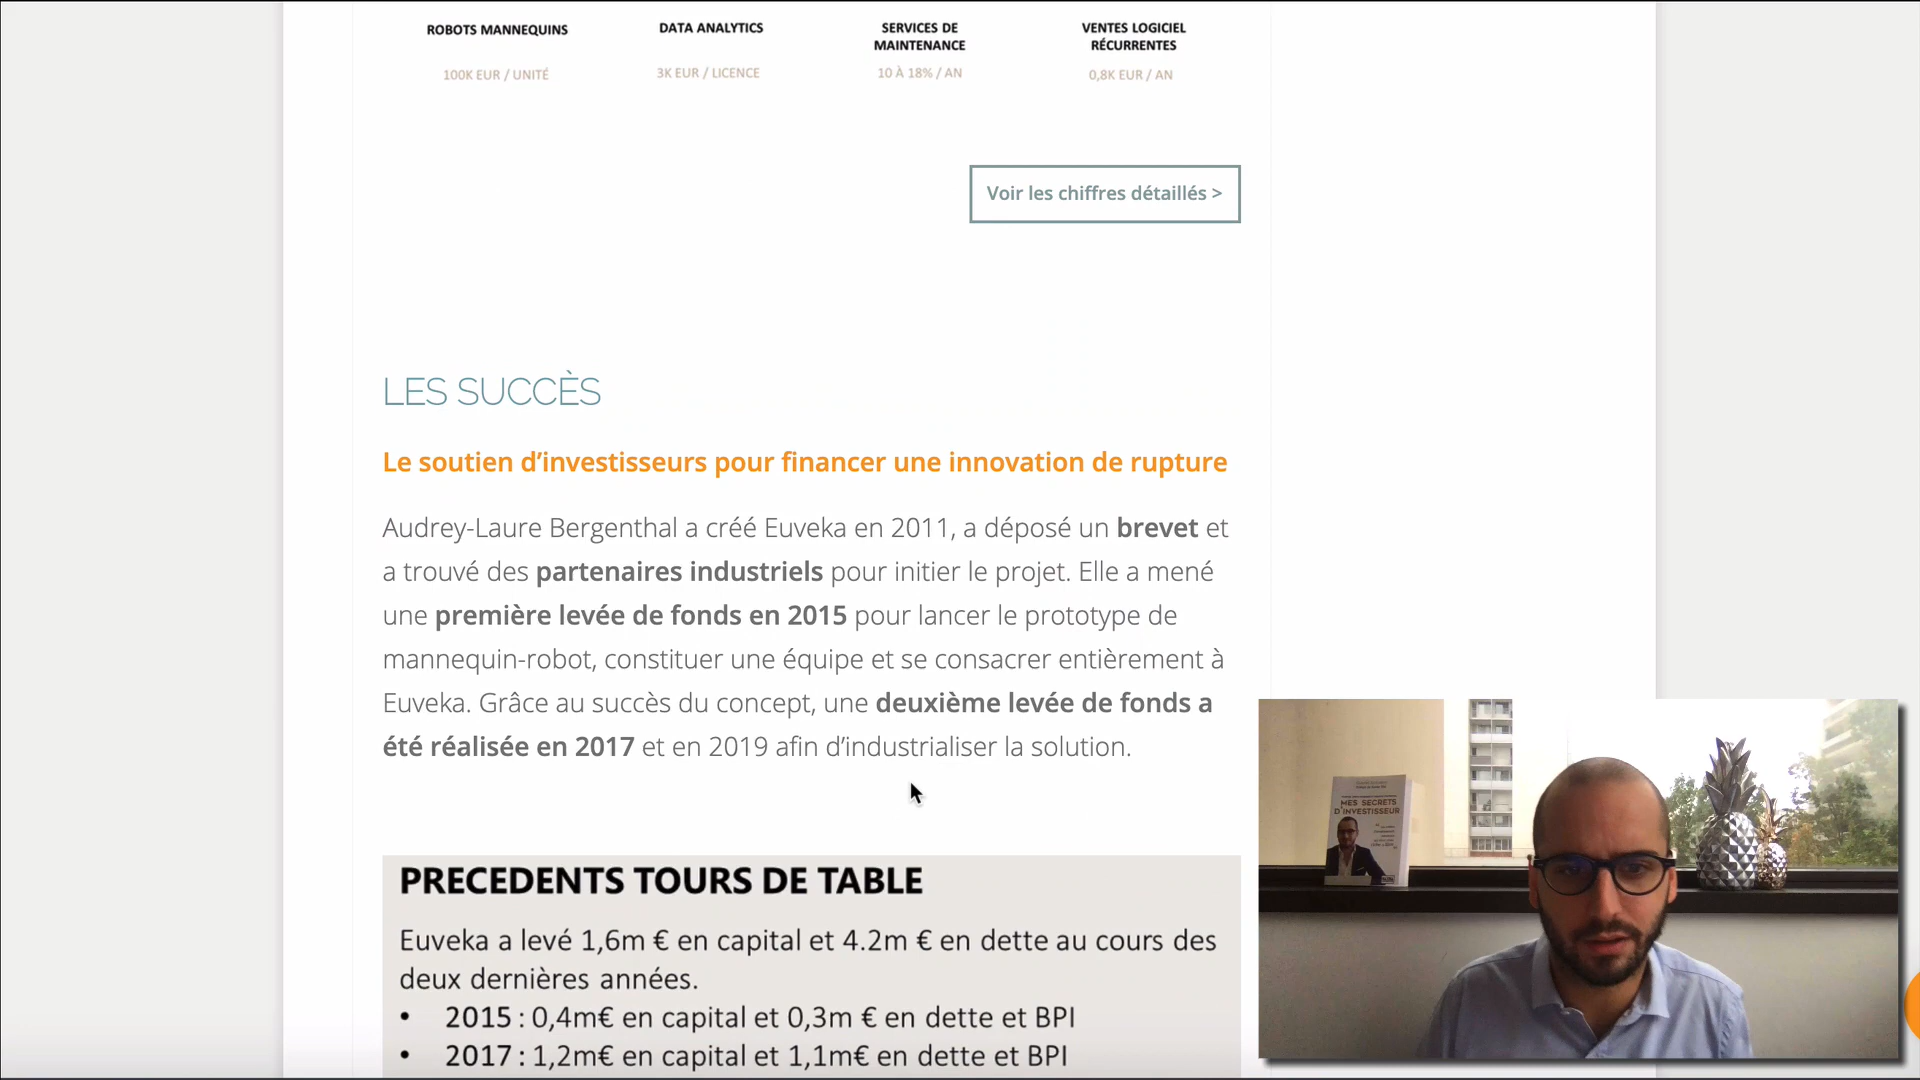 ROBOTS MANNEQUINS
100K EUR / UNITÉ
DATA ANALYTICS
3K EUR / LICENCE
SERVICES DE
MAINTENANCE
10 À 18% / AN
VENTES LOGICIEL
RÉCURRENTES
0,8K EUR / AN
Voir les chiffres détaillés >
LES SUCCÈS
Le soutien d’investisseurs pour financer une innovation de rupture
Audrey-Laure Bergenthal a créé Euveka en 2011, a déposé un brevet et
a trouvé des partenaires industriels pour initier le projet. Elle a mené
une première levée de fonds en 2015 pour lancer le prototype de
mannequin-robot, constituer une équipe et se consacrer entièrement à
Euveka. Grâce au succès du concept, une deuxième levée de fonds a
été réalisée en 2017 et en 2019 afin d’industrialiser la solution.
PRECEDENTS TOURS DE TABLE
Euveka a levé 1,6m € en capital et 4.2m € en dette au cours des
deux dernières années.
• 2015 : 0,4m€ en capital et 0,3m € en dette et BPI
• 2017 : 1,2m€ en capital et 1,1m€ en dette et BPI
MES SECRETS
D'INVESTISSEUR